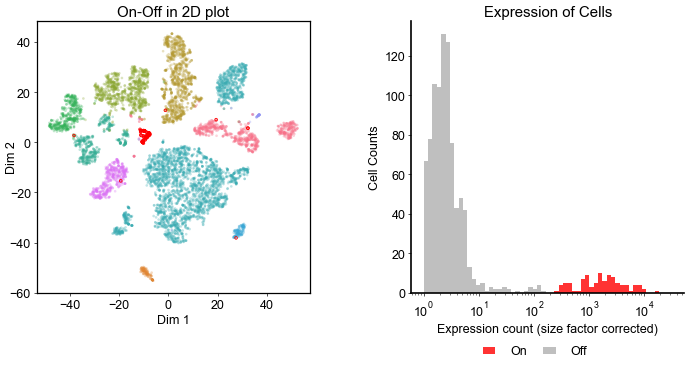 On-Off in 2D plot
Dim 2
40
20
0
−20
−40
−60
−40 −20 0 20 40
Dim 1
Expression of Cells
Cell Counts
120
100
80
60
40
20
0
10^0 10^1 10^2 10^3 10^4
Expression count (size factor corrected)
On Off